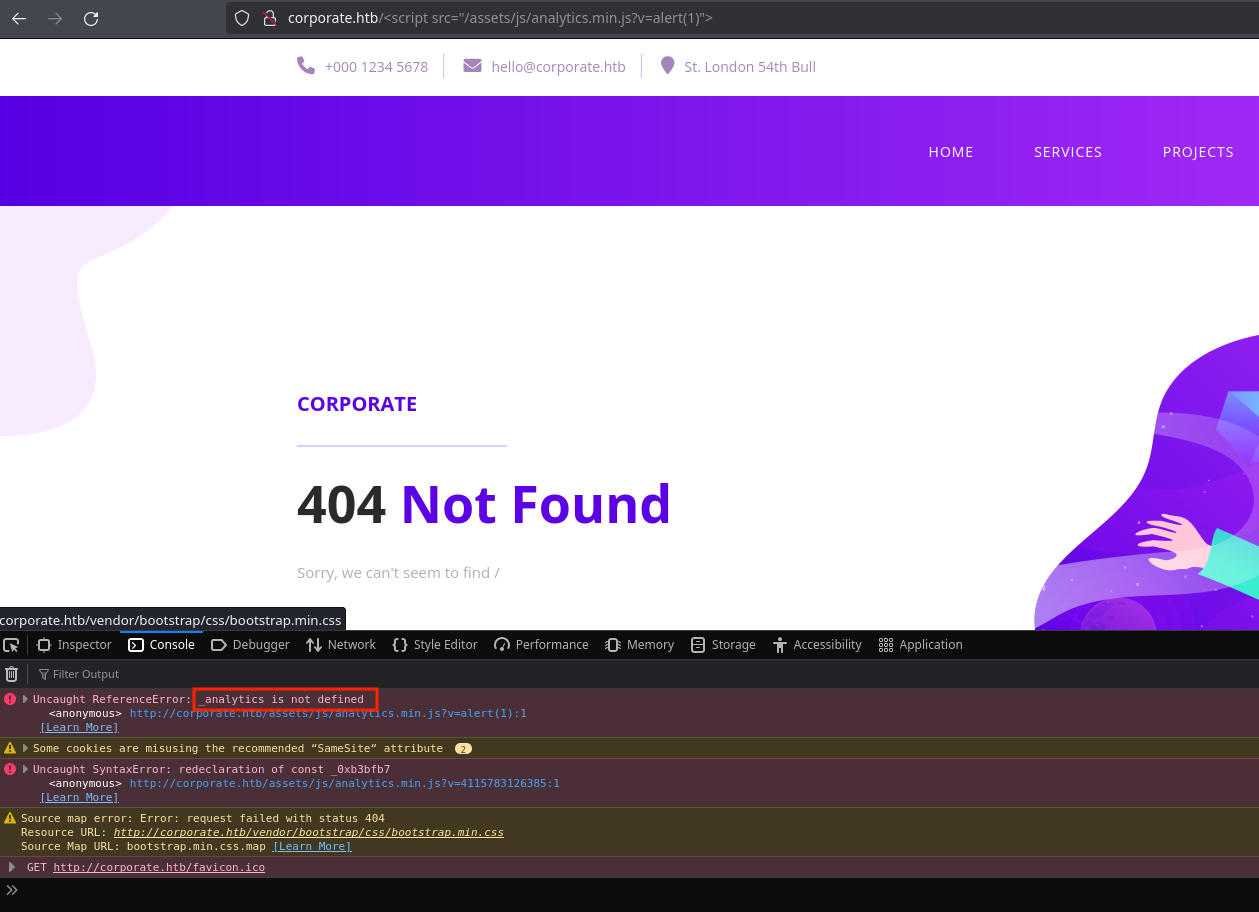 corporate.htb/<script src="/assets/js/analytics.min.js?v=alert(1)">
+000 1234 5678 hello@corporate.htb St. London 54th Bull
HOME SERVICES PROJECTS
CORPORATE
404 Not Found
Sorry, we can't seem to find /
corporate.htb/vendor/bootstrap/css/bootstrap.min.css
Inspector Console Debugger Network Style Editor Performance Memory Storage Accessibility Application
Filter Output
Uncaught ReferenceError: _analytics is not defined
<anonymous> http://corporate.htb/assets/js/analytics.min.js?v=alert(1):1
[Learn More]
Some cookies are misusing the recommended “SameSite“ attribute 2
Uncaught SyntaxError: redeclaration of const _0xb3bfb7
<anonymous> http://corporate.htb/assets/js/analytics.min.js?v=4115783126385:1
[Learn More]
Source map error: Error: request failed with status 404
Resource URL: http://corporate.htb/vendor/bootstrap/css/bootstrap.min.css
Source Map URL: bootstrap.min.css.map [Learn More]
GET http://corporate.htb/favicon.ico